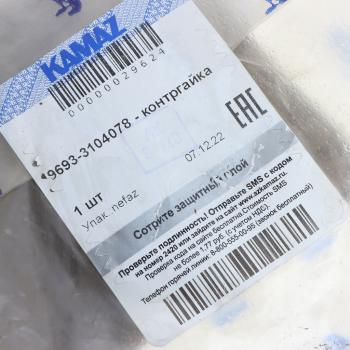 KAMAZ
0000000029624
9693-3104078 - контргайка
1 шт
07.12.22
Упак. nefaz
EAC
Сотрите защитный слой
Проверьте подлинность! Отправьте SMS с кодом
на номер 2420 или зайдите на сайт www.azkamaz.ru.
Проверка кода на сайте бесплатна. Стоимость SMS
не более 1,77 руб. (с учетом НДС).
Телефон горячей линии: 8-800-555-00-95 (звонок бесплатный)